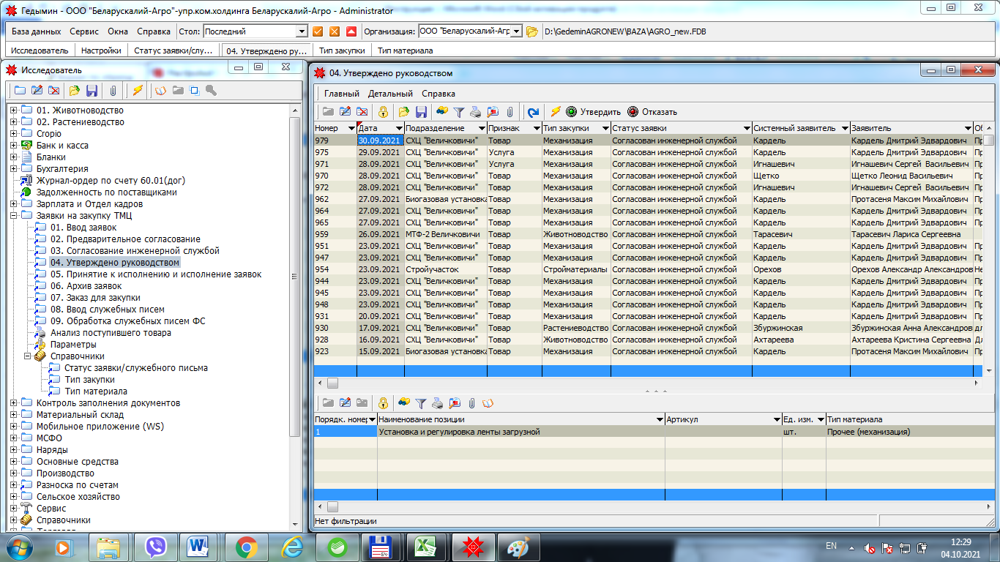 Гедымин - ООО "Беларускалий-Агро"-упр.ком.холдинга Беларускалий-Агро - Administrator
База данных Сервис Окна Справка Стол: Последний Организация: ООО "Беларускалий-Агр D:\GedeminAGRONEW\BAZA\AGRO_new.FDB
Исследователь Настройки Статус заявки/слу... 04. Утверждено ру... Тип закупки Тип материала
Исследователь
01. Животноводство
02. Растениеводство
Cropio
Банк и касса
Бланки
Бухгалтерия
Журнал-ордер по счету 60.01(дог)
Задолженность по поставщиками
Зарплата и Отдел кадров
Заявки на закупку ТМЦ
01. Ввод заявок
02. Предварительное согласование
03. Согласование инженерной службой
04. Утверждено руководством
05. Принятие к исполнению и исполнение заявок
06. Архив заявок
07. Заказ для закупки
08. Ввод служебных писем
09. Обработка служебных писем ФС
Анализ поступившего товара
Параметры
Справочники
Статус заявки/служебного письма
Тип закупки
Тип материала
Контроль заполнения документов
Материальный склад
Мобильное приложение (WS)
МСФО
Наряды
Основные средства
Производство
Разноска по счетам
Сельское хозяйство
Сервис
Справочники
04. Утверждено руководством
Главный Детальный Справка
Утвердить Отказать
Номер Дата Подразделение Признак Тип закупки Статус заявки Системный заявитель Заявитель Об
979 30.09.2021 СХЦ "Величковичи" Товар Механизация Согласован инженерной службой Кардель Кардель Дмитрий Эдвардович Пр
975 29.09.2021 СХЦ "Величковичи" Услуга Механизация Согласован инженерной службой Кардель Кардель Дмитрий Эдвардович Пр
971 28.09.2021 СХЦ "Величковичи" Услуга Механизация Согласован инженерной службой Игнашевич Игнашевич Сергей Васильевич Пр
970 28.09.2021 СХЦ "Величковичи" Товар Механизация Согласован инженерной службой Щетко Щетко Леонид Васильевич Пр
972 28.09.2021 СХЦ "Величковичи" Товар Механизация Согласован инженерной службой Игнашевич Игнашевич Сергей Васильевич Пр
962 27.09.2021 Биогазовая установка Товар Механизация Согласован инженерной службой Кардель Протасеня Максим Михайлович Пр
964 27.09.2021 СХЦ "Величковичи" Товар Механизация Согласован инженерной службой Кардель Кардель Дмитрий Эдвардович Пр
965 27.09.2021 СХЦ "Величковичи" Товар Механизация Согласован инженерной службой Кардель Кардель Дмитрий Эдвардович Пр
959 26.09.2021 МТФ-2 Величковичи Товар Животноводство Согласован инженерной службой Тарасевич Тарасевич Лариса Сергеевна
951 23.09.2021 СХЦ "Величковичи" Товар Механизация Согласован инженерной службой Кардель Кардель Дмитрий Эдвардович Пр
947 23.09.2021 СХЦ "Величковичи" Товар Механизация Согласован инженерной службой Кардель Кардель Дмитрий Эдвардович Пр
954 23.09.2021 Стройучасток Товар Стройматериалы Согласован инженерной службой Орехов Орехов Александр Александров Не
944 23.09.2021 СХЦ "Величковичи" Товар Механизация Согласован инженерной службой Кардель Кардель Дмитрий Эдвардович Пр
945 23.09.2021 СХЦ "Величковичи" Товар Механизация Согласован инженерной службой Кардель Кардель Дмитрий Эдвардович Пр
948 23.09.2021 СХЦ "Величковичи" Товар Механизация Согласован инженерной службой Кардель Кардель Дмитрий Эдвардович Пр
931 20.09.2021 СХЦ "Величковичи" Товар Механизация Согласован инженерной службой Кардель Кардель Дмитрий Эдвардович Пр
930 17.09.2021 СХЦ "Величковичи" Товар Растениеводство Согласован инженерной службой Збуржинская Збуржинская Анна Александров дл
928 16.09.2021 СХЦ "Величковичи" Товар Животноводство Согласован инженерной службой Ахтареева Ахтареева Кристина Сергеевна Дл
923 15.09.2021 Биогазовая установка Товар Механизация Согласован инженерной службой Кардель Протасеня Максим Михайлович Пр
Порядк. номер Наименование позиции Артикул Ед. изм. Тип материала
1 Установка и регулировка ленты загрузной шт. Прочее (механизация)
Нет фильтрации
EN 12:29
04.10.2021